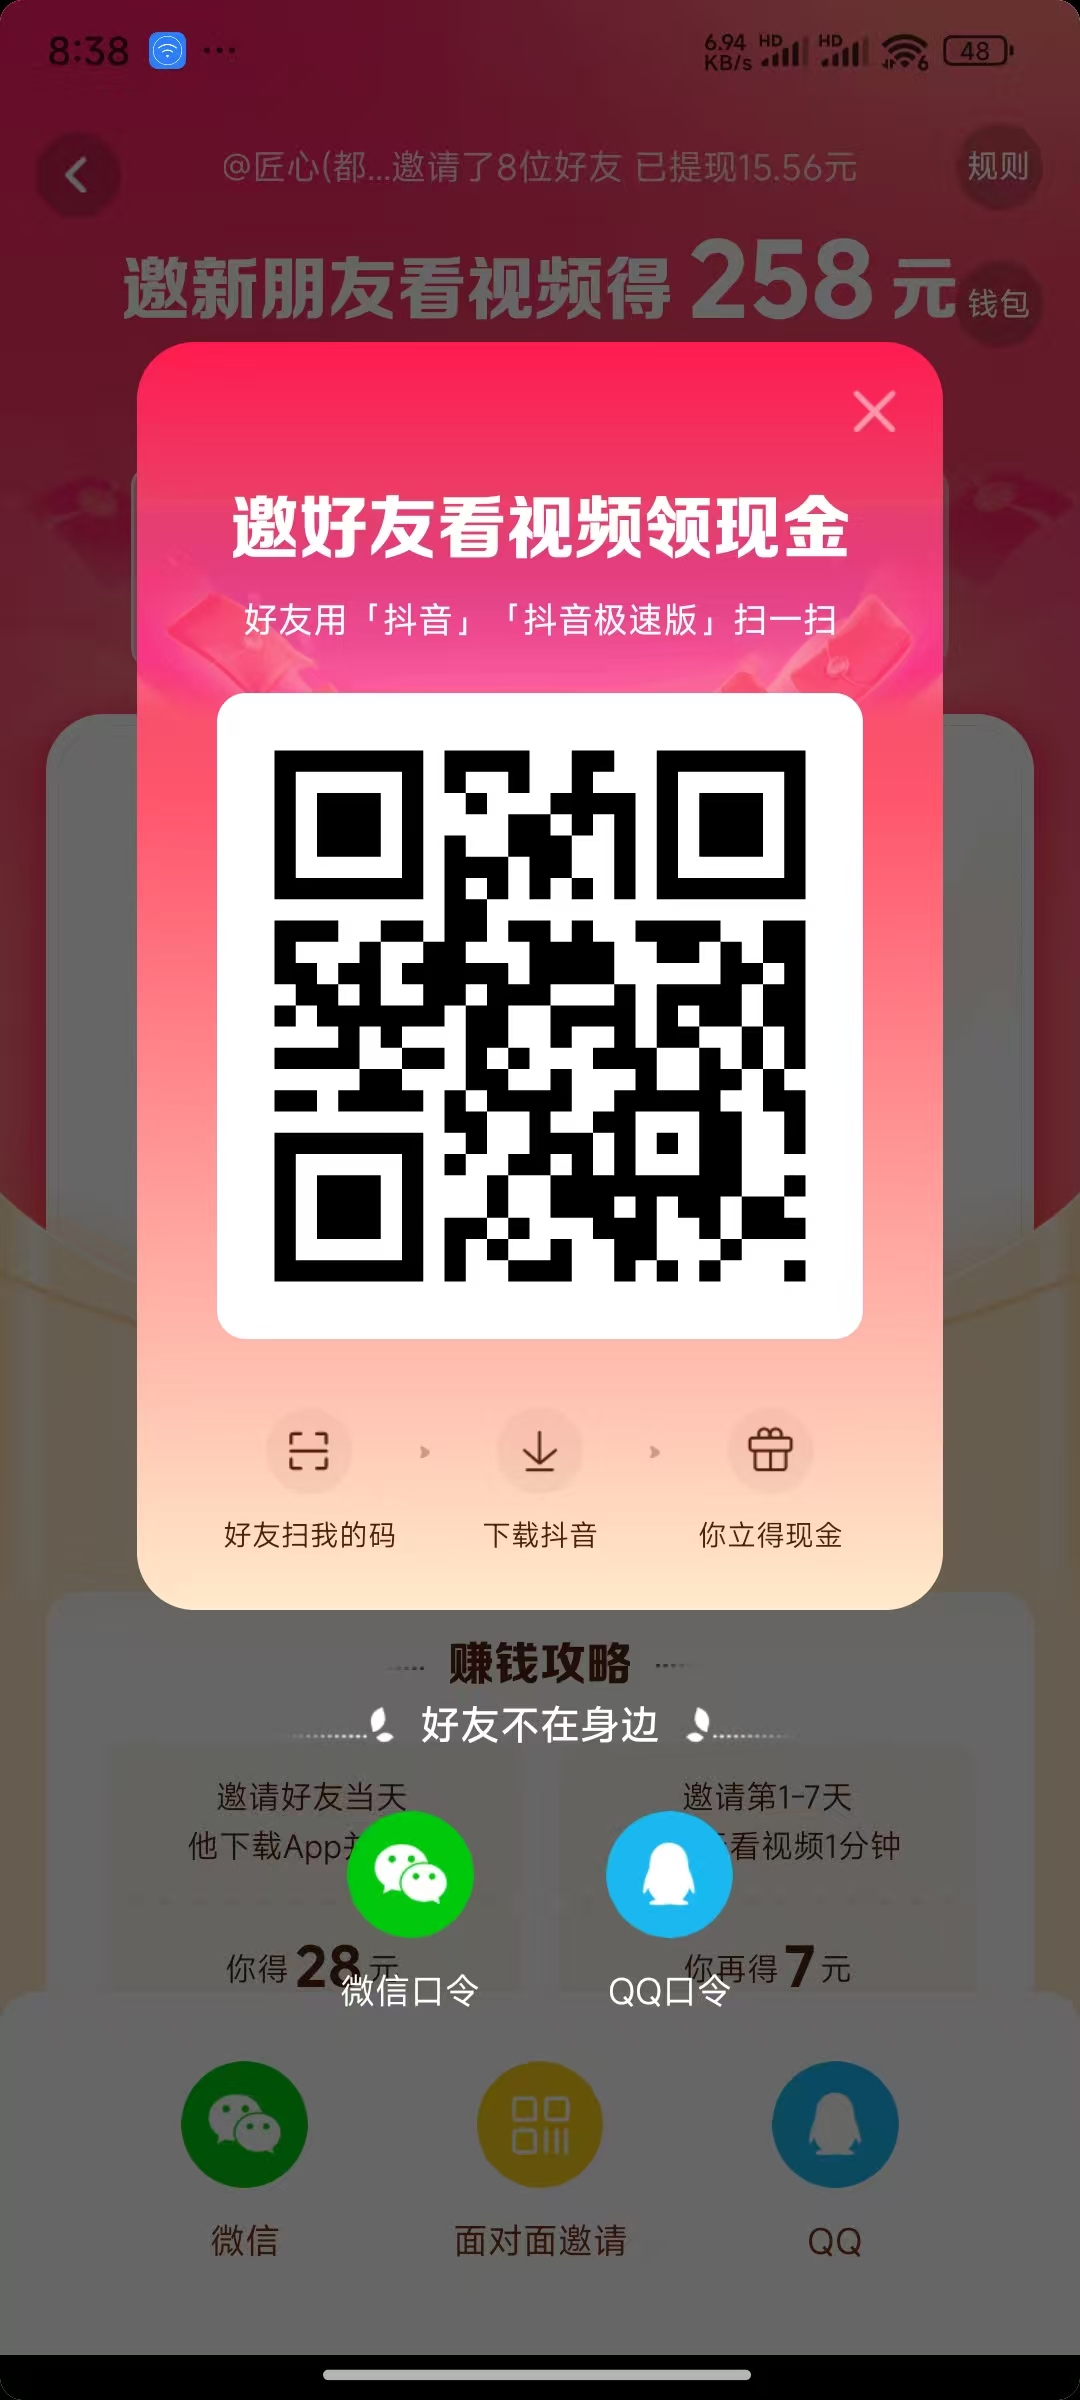 8:38
6.94 KB/s HD HD 6 48
@匠心(都...邀请了8位好友 已提现15.56元
规则
邀新朋友看视频得258元
钱包
邀好友看视频领现金
好友用「抖音」「抖音极速版」扫一扫
好友扫我的码
下载抖音
你立得现金
赚钱攻略
好友不在身边
邀请好友当天
他下载App
邀请第1-7天
看视频1分钟
你得28元
你再得7元
微信口令
QQ口令
微信
面对面邀请
QQ